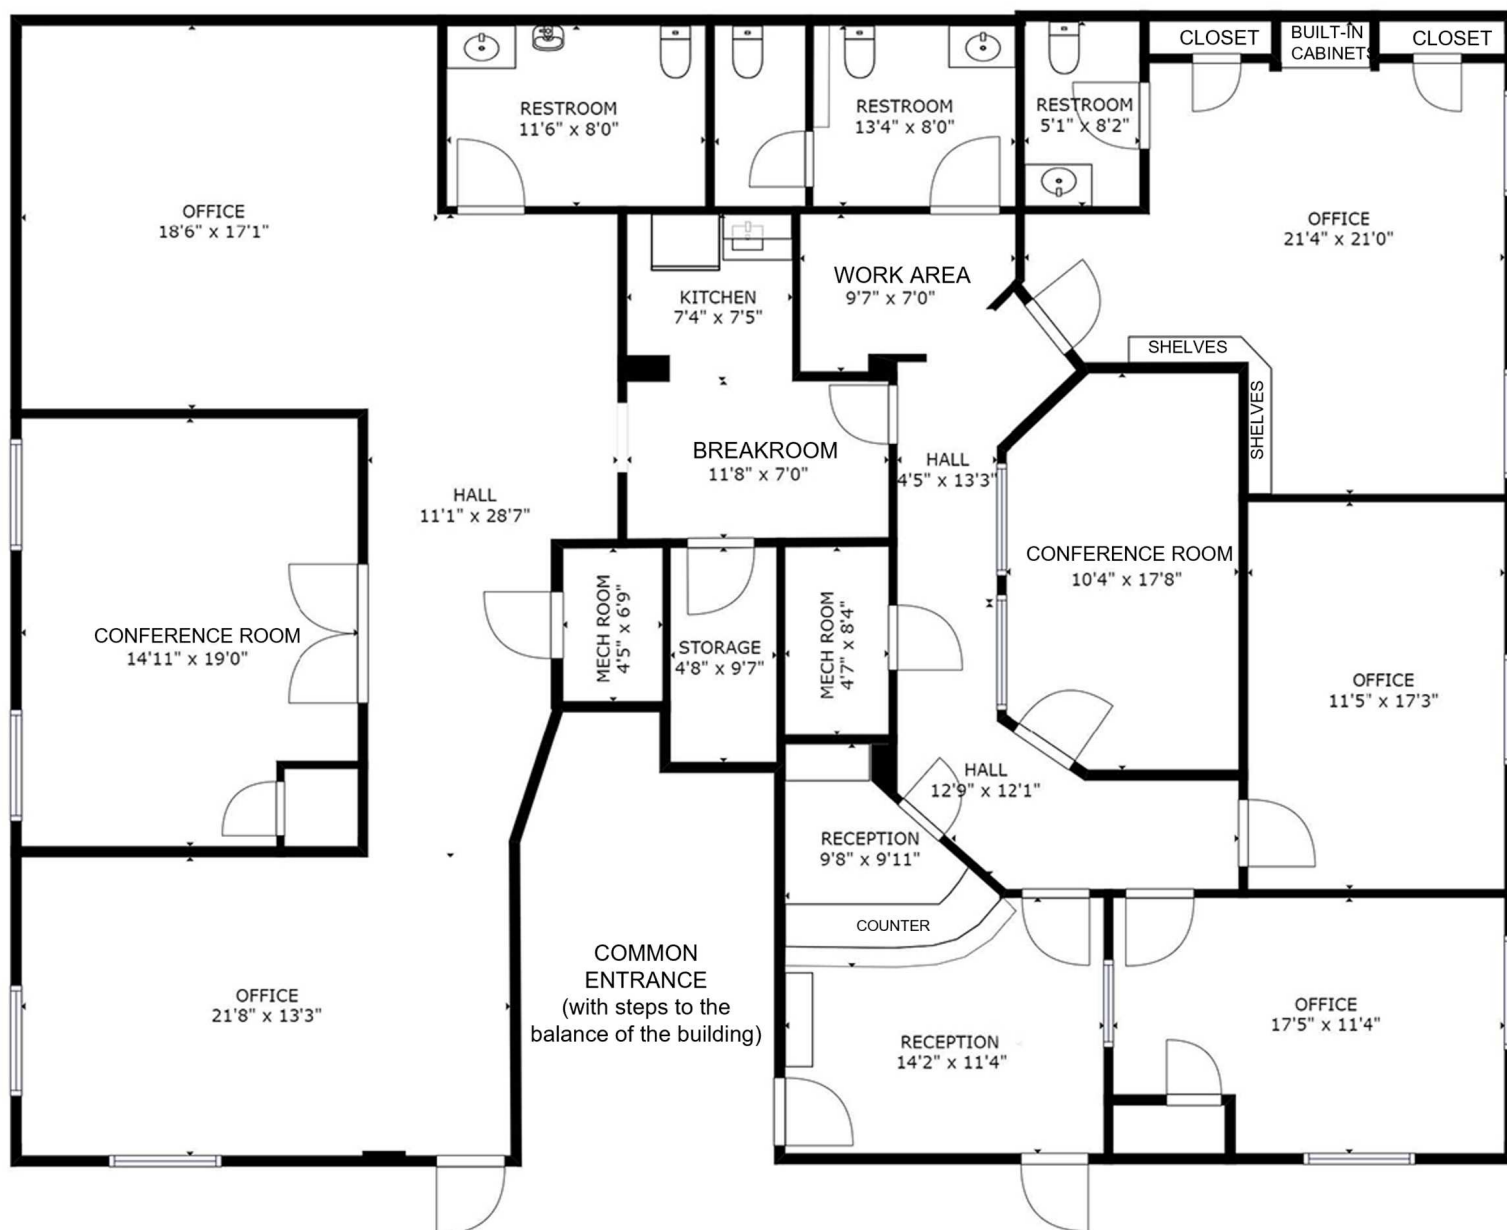 CLOSET
BUILT-IN
CABINETS
CLOSET
RESTROOM
11'6" x 8'0"
RESTROOM
13'4" x 8'0"
RESTROOM
5'1" x 8'2"
OFFICE
18'6" x 17'1"
OFFICE
21'4" x 21'0"
WORK AREA
9'7" x 7'0"
KITCHEN
7'4" x 7'5"
SHELVES
SHELVES
BREAKROOM
11'8" x 7'0"
HALL
4'5" x 13'3"
HALL
11'1" x 28'7"
CONFERENCE ROOM
10'4" x 17'8"
CONFERENCE ROOM
14'11" x 19'0"
MECH ROOM
4'5" x 6'9"
STORAGE
4'8" x 9'7"
MECH ROOM
4'7" x 8'4"
OFFICE
11'5" x 17'3"
HALL
12'9" x 12'1"
RECEPTION
9'8" x 9'11"
COUNTER
COMMON
ENTRANCE
(with steps to the
balance of the building)
OFFICE
21'8" x 13'3"
RECEPTION
14'2" x 11'4"
OFFICE
17'5" x 11'4"